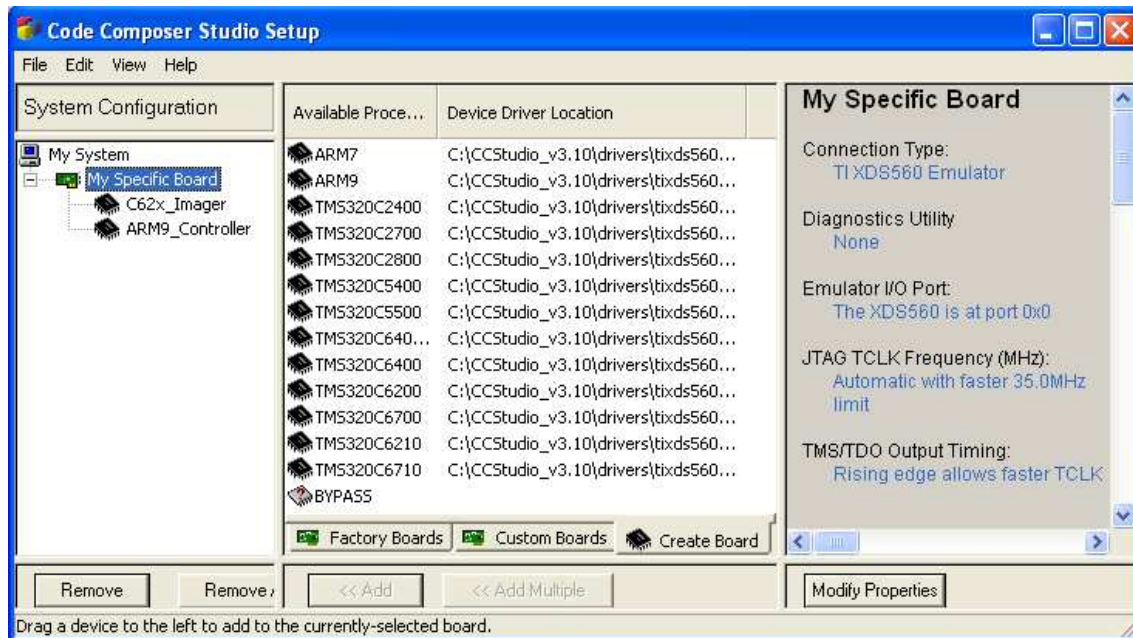 Code Composer Studio Setup
File Edit View Help
System Configuration
My System
My Specific Board
C62x_Imager
ARM9_Controller
Remove
Remove
Available Proce... Device Driver Location
ARM7 C:\CCStudio_v3.10\drivers\tixds560...
ARM9 C:\CCStudio_v3.10\drivers\tixds560...
TMS320C2400 C:\CCStudio_v3.10\drivers\tixds560...
TMS320C2700 C:\CCStudio_v3.10\drivers\tixds560...
TMS320C2800 C:\CCStudio_v3.10\drivers\tixds560...
TMS320C5400 C:\CCStudio_v3.10\drivers\tixds560...
TMS320C5500 C:\CCStudio_v3.10\drivers\tixds560...
TMS320C640... C:\CCStudio_v3.10\drivers\tixds560...
TMS320C6400 C:\CCStudio_v3.10\drivers\tixds560...
TMS320C6200 C:\CCStudio_v3.10\drivers\tixds560...
TMS320C6700 C:\CCStudio_v3.10\drivers\tixds560...
TMS320C6210 C:\CCStudio_v3.10\drivers\tixds560...
TMS320C6710 C:\CCStudio_v3.10\drivers\tixds560...
BYPASS
Factory Boards Custom Boards Create Board
<< Add << Add Multiple
My Specific Board
Connection Type:
TI XDS560 Emulator
Diagnostics Utility
None
Emulator I/O Port:
The XDS560 is at port 0x0
JTAG TCLK Frequency (MHz):
Automatic with faster 35.0MHz
limit
TMS/TDO Output Timing:
Rising edge allows faster TCLK
Modify Properties
Drag a device to the left to add to the currently-selected board.